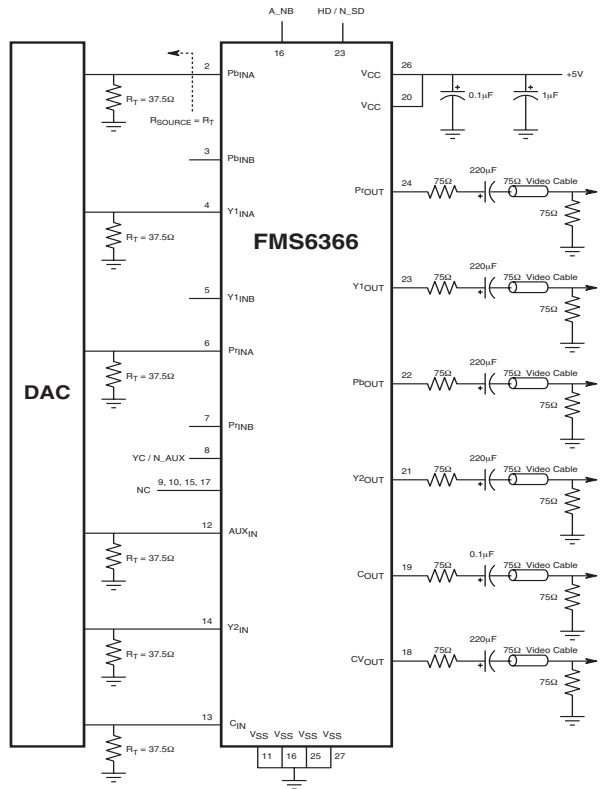 A_NB HD / N_SD
16 23
2 PbINA VCC 26 +5V
RT = 37.5Ω
RSOURCE = RT
0.1µF 1µF
VCC 20
3 PbINB
PrOUT 24 75Ω 220µF 75Ω Video Cable
75Ω
4 Y1INA
RT = 37.5Ω
FMS6366
Y1OUT 23 75Ω 220µF 75Ω Video Cable
75Ω
5 Y1INB
6 PrINA
RT = 37.5Ω
DAC
PbOUT 22 75Ω 220µF 75Ω Video Cable
75Ω
7 PrINB
YC / N_AUX 8
NC 9, 10, 15, 17
Y2OUT 21 75Ω 220µF 75Ω Video Cable
75Ω
12 AUXIN
RT = 37.5Ω
COUT 19 75Ω 0.1µF 75Ω Video Cable
75Ω
14 Y2IN
RT = 37.5Ω
CVOUT 18 75Ω 220µF 75Ω Video Cable
75Ω
13 CIN
RT = 37.5Ω
VSS VSS VSS VSS
11 16 25 27